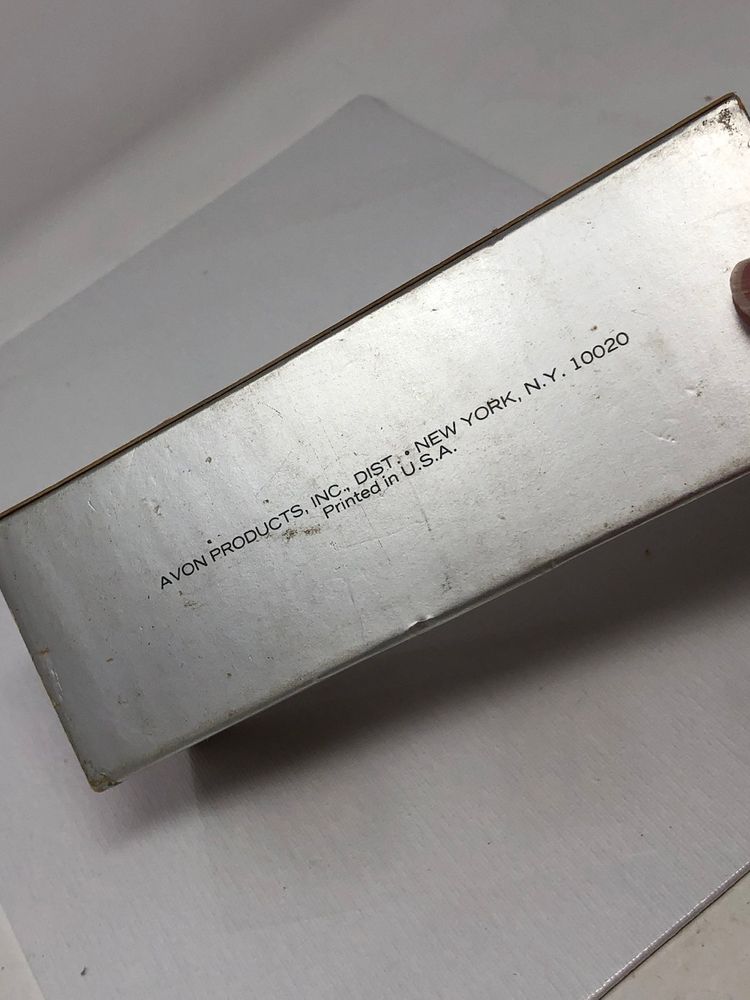 AVON PRODUCTS, INC., DIST. • NEW YORK, N.Y. 10020
Printed in U.S.A.